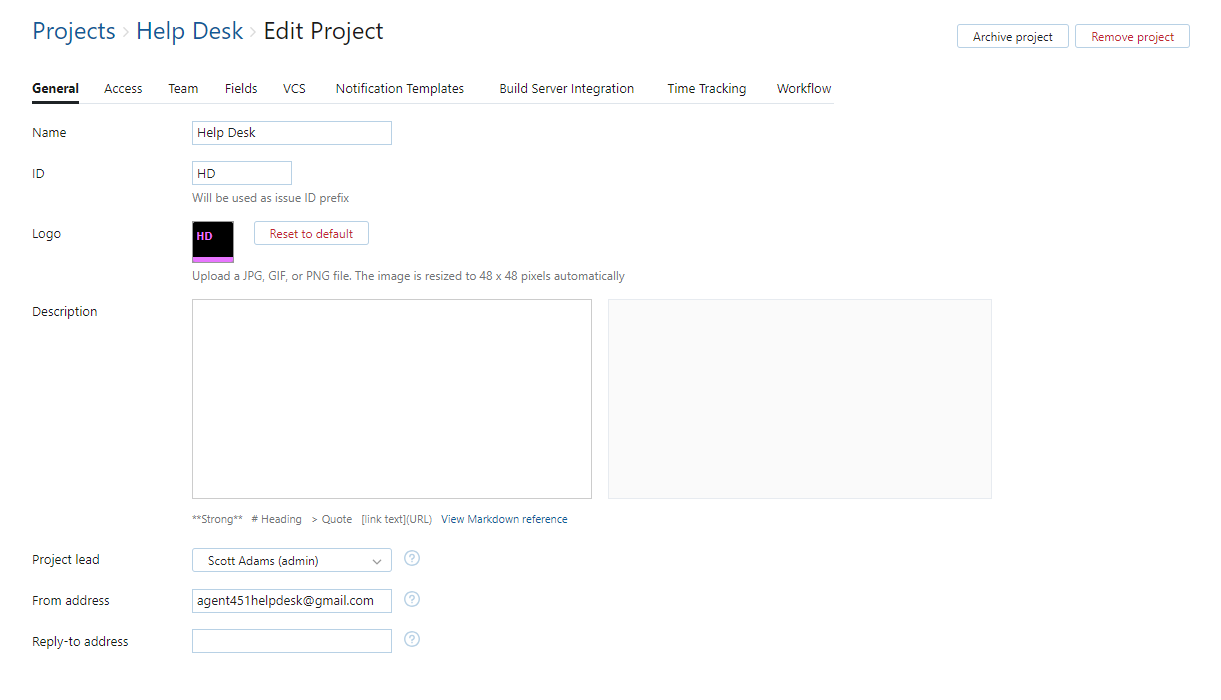 Projects › Help Desk › Edit Project
Archive project
Remove project
General Access Team Fields VCS Notification Templates Build Server Integration Time Tracking Workflow
Name
Help Desk
ID
HD
Will be used as issue ID prefix
Logo
HD
Reset to default
Upload a JPG, GIF, or PNG file. The image is resized to 48 x 48 pixels automatically
Description
**Strong** # Heading > Quote [link text](URL) View Markdown reference
Project lead
Scott Adams (admin)
?
From address
agent451helpdesk@gmail.com
?
Reply-to address
?